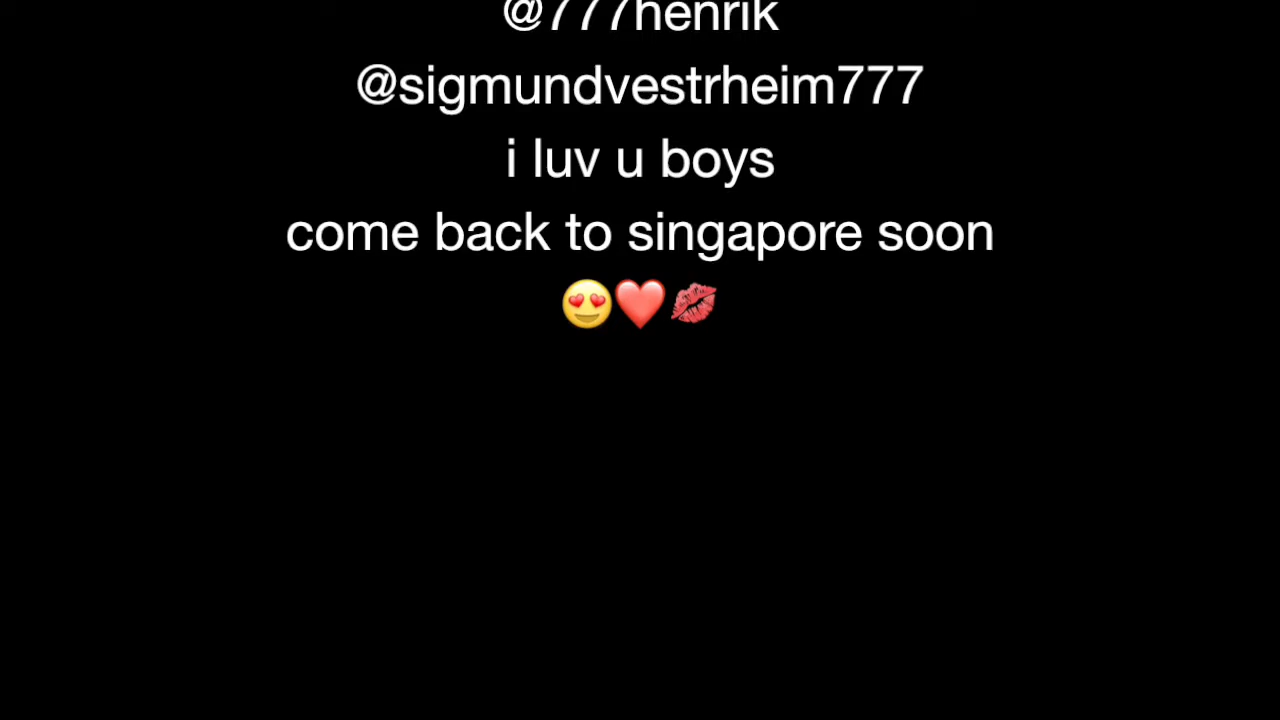 @777henrik
@sigmundvestrheim777
i luv u boys
come back to singapore soon
😍❤️💋